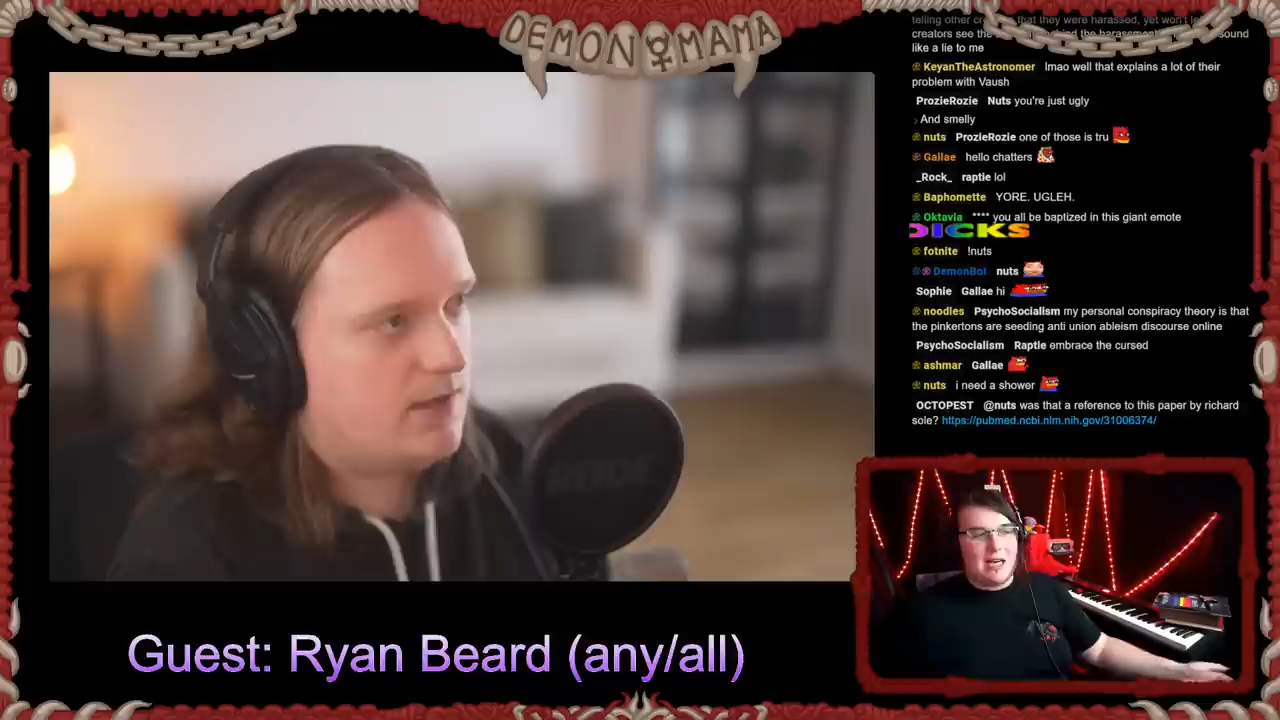 DEMON MAMA
telling other that they were harassed, yet won't
creators see the the harassment sound
like a lie to me
KeyanTheAstronomer lmao well that explains a lot of their
problem with Vaush
ProzieRozie Nuts you're just ugly
And smelly
nuts ProzieRozie one of those is tru
Gallae hello chatters
_Rock_ raptie lol
Baphomette YORE. UGLEH.
Oktavia **** you all be baptized in this giant emote
DICKS
fotnite !nuts
DemonBot nuts
Sophie Gallae hi
noodles PsychoSocialism my personal conspiracy theory is that
the pinkertons are seeding anti union ableism discourse online
PsychoSocialism Raptie embrace the cursed
ashmar Gallae
nuts i need a shower
OCTOPEST @nuts was that a reference to this paper by richard
sole? https://pubmed.ncbi.nlm.nih.gov/31006374/
RODE
Guest: Ryan Beard (any/all)